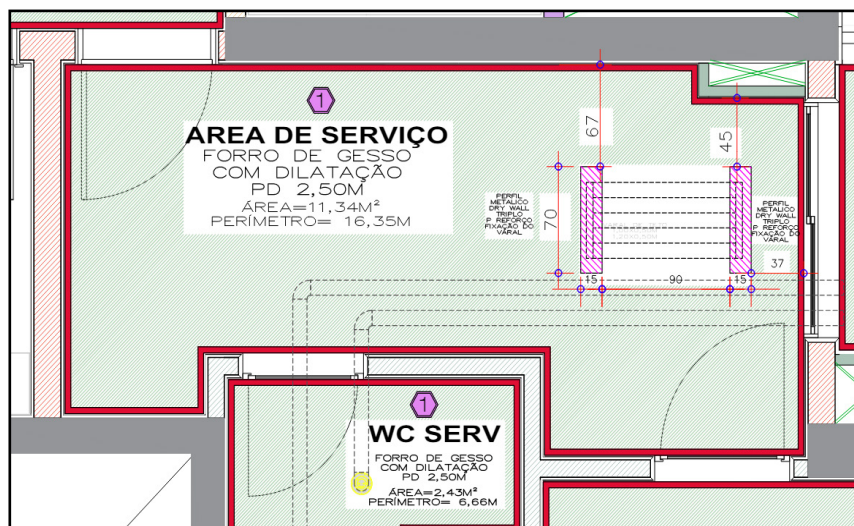 1
AREA DE SERVIÇO
FORRO DE GESSO
COM DILATAÇÃO
PD 2,50M
ÁREA=11,34M²
PERÍMETRO= 16,35M
67
45
70
PERFIL
METALICO
DRY WALL
TRIPLO
P REFORÇO
FIXAÇÃO DO
VARAL
PERFIL
METALICO
DRY WALL
TRIPLO
P REFORÇO
FIXAÇÃO DO
VARAL
37
15
90
15
1
WC SERV
FORRO DE GESSO
COM DILATAÇÃO
PD 2,50M
ÁREA=2,43M²
PERÍMETRO= 6,66M